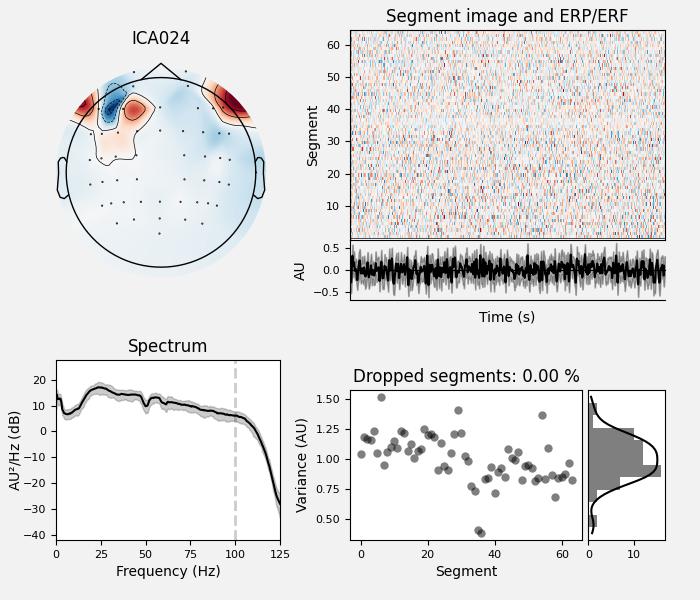 ICA024
Segment image and ERP/ERF
60
50
40
30
20
10
Segment
0.5
0.0
−0.5
AU
Time (s)
Spectrum
20
10
0
−10
−20
−30
−40
AU²/Hz (dB)
0 25 50 75 100 125
Frequency (Hz)
Dropped segments: 0.00 %
1.50
1.25
1.00
0.75
0.50
Variance (AU)
0 20 40 60
Segment
0 10